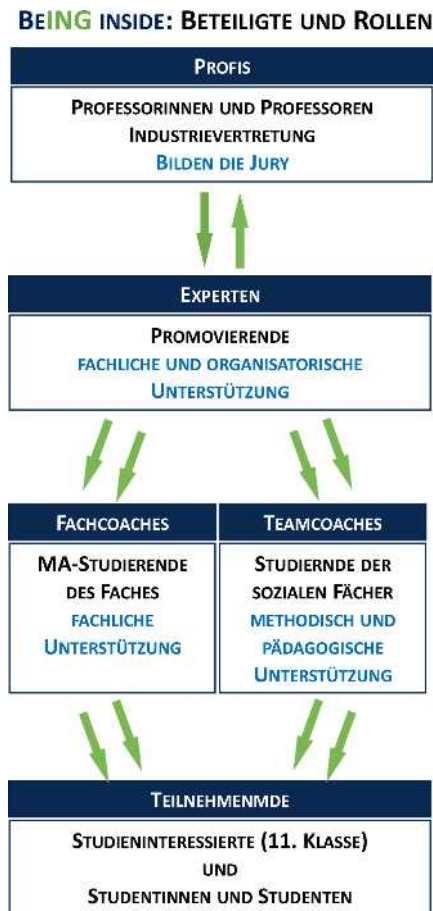 BEING INSIDE: BETEILIGTE UND ROLLEN
PROFIS
PROFESSORINNEN UND PROFESSOREN
INDUSTRIEVERTRETUNG
BILDEN DIE JURY
EXPERTEN
PROMOVIERENDE
FACHLICHE UND ORGANISATORISCHE
UNTERSTÜTZUNG
FACHCOACHES
MA-STUDIERENDE
DES FACHES
FACHLICHE
UNTERSTÜTZUNG
TEAMCOACHES
STUDIERNDE DER
SOZIALEN FÄCHER
METHODISCH UND
PÄDAGOGISCHE
UNTERSTÜTZUNG
TEILNEHMENMDE
STUDIENINTERESSIERTE (11. KLASSE)
UND
STUDENTINNEN UND STUDENTEN